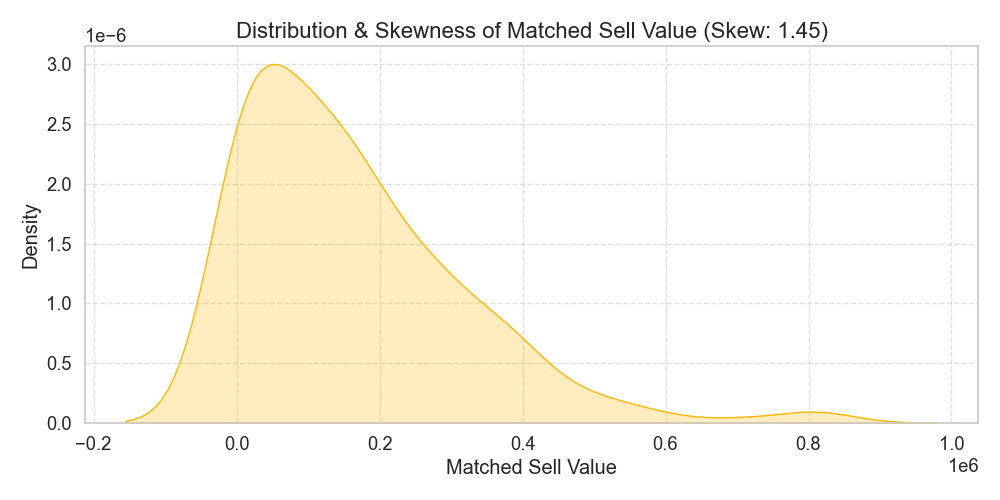 Distribution & Skewness of Matched Sell Value (Skew: 1.45)
1e−6
3.0
2.5
2.0
1.5
1.0
0.5
0.0
Density
−0.2 0.0 0.2 0.4 0.6 0.8 1.0
1e6
Matched Sell Value